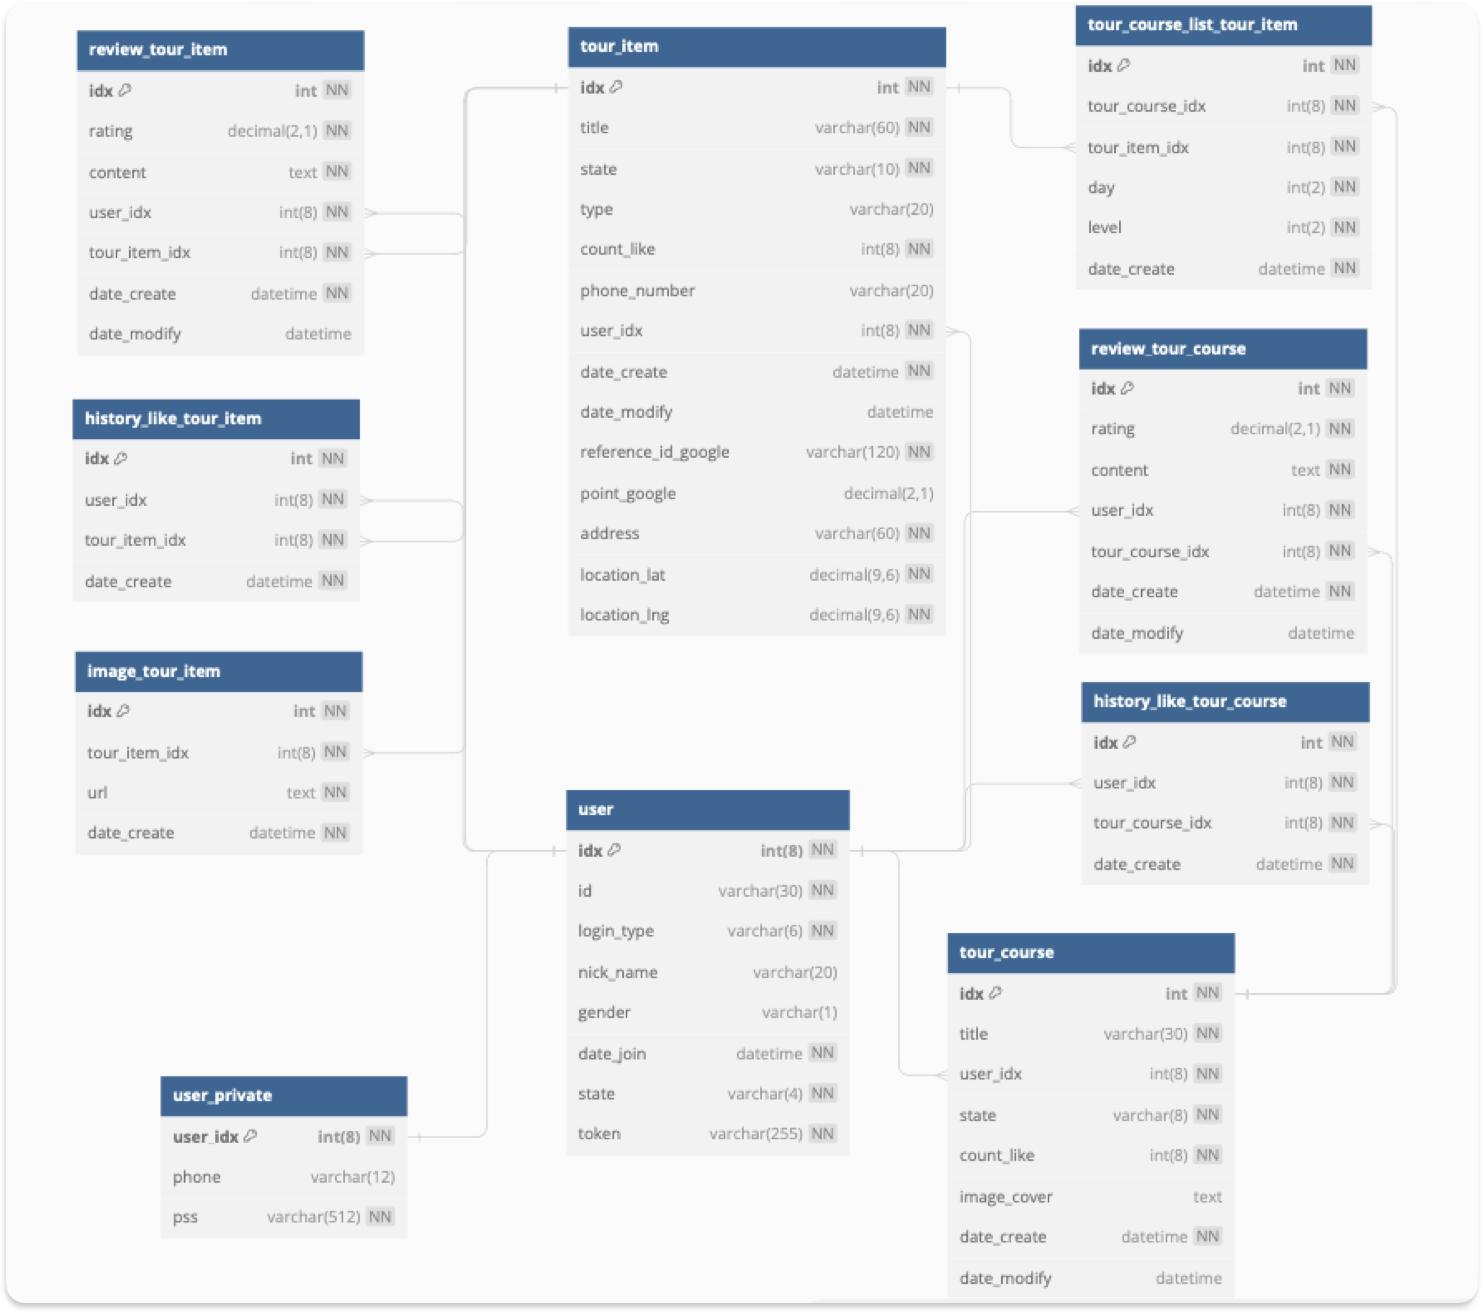 review_tour_item
idx int NN
rating decimal(2,1) NN
content text NN
user_idx int(8) NN
tour_item_idx int(8) NN
date_create datetime NN
date_modify datetime
history_like_tour_item
idx int NN
user_idx int(8) NN
tour_item_idx int(8) NN
date_create datetime NN
image_tour_item
idx int NN
tour_item_idx int(8) NN
url text NN
date_create datetime NN
user_private
user_idx int(8) NN
phone varchar(12)
pss varchar(512) NN
tour_item
idx int NN
title varchar(60) NN
state varchar(10) NN
type varchar(20)
count_like int(8) NN
phone_number varchar(20)
user_idx int(8) NN
date_create datetime NN
date_modify datetime
reference_id_google varchar(120) NN
point_google decimal(2,1)
address varchar(60) NN
location_lat decimal(9,6) NN
location_lng decimal(9,6) NN
user
idx int(8) NN
id varchar(30) NN
login_type varchar(6) NN
nick_name varchar(20)
gender varchar(1)
date_join datetime NN
state varchar(4) NN
token varchar(255) NN
tour_course_list_tour_item
idx int NN
tour_course_idx int(8) NN
tour_item_idx int(8) NN
day int(2) NN
level int(2) NN
date_create datetime NN
review_tour_course
idx int NN
rating decimal(2,1) NN
content text NN
user_idx int(8) NN
tour_course_idx int(8) NN
date_create datetime NN
date_modify datetime
history_like_tour_course
idx int NN
user_idx int(8) NN
tour_course_idx int(8) NN
date_create datetime NN
tour_course
idx int NN
title varchar(30) NN
user_idx int(8) NN
state varchar(8) NN
count_like int(8) NN
image_cover text
date_create datetime NN
date_modify datetime